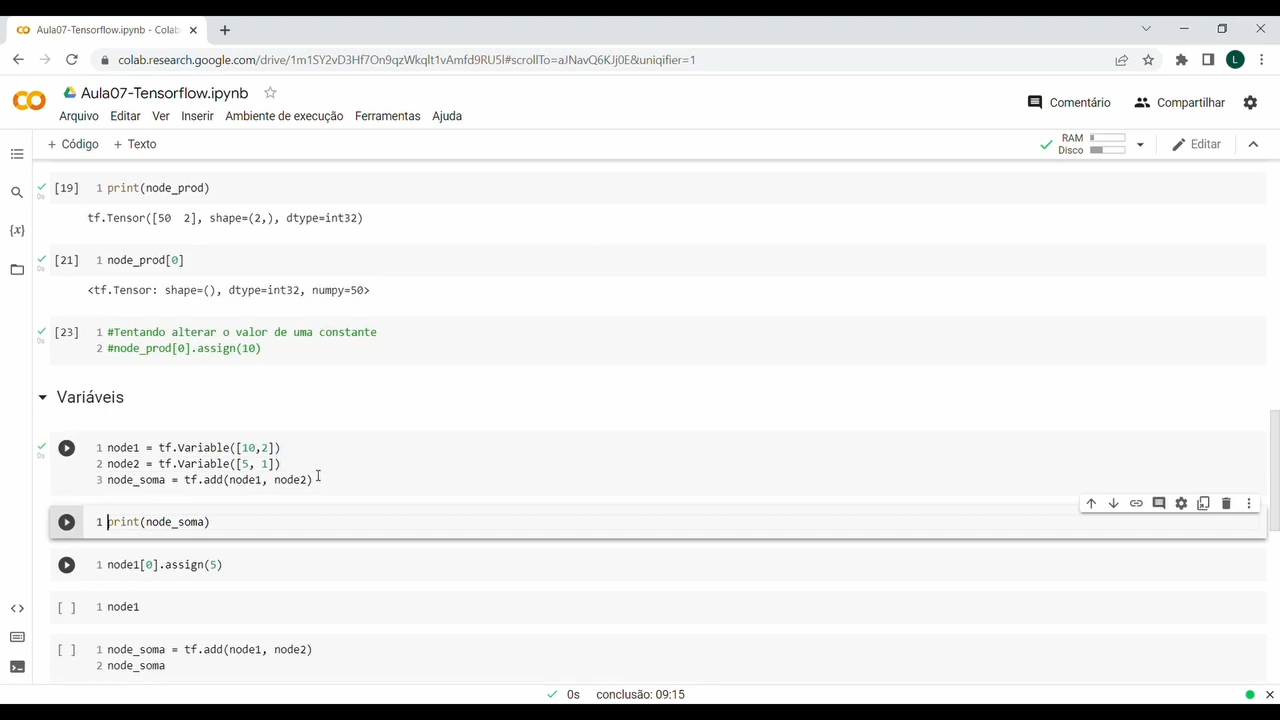 Aula07-Tensorflow.ipynb - Colab
colab.research.google.com/drive/1m1SY2vD3Hf7On9qzWkqIt1vAmfd9RU5l#scrollTo=aJNavQ6KJj0E&uniqifier=1
L
Aula07-Tensorflow.ipynb
Comentário
Compartilhar
Arquivo Editar Ver Inserir Ambiente de execução Ferramentas Ajuda
+ Código + Texto
RAM
Disco
Editar
[19] 1 print(node_prod)
0s
tf.Tensor([50 2], shape=(2,), dtype=int32)
[21] 1 node_prod[0]
0s
<tf.Tensor: shape=(), dtype=int32, numpy=50>
[23] 1 #Tentando alterar o valor de uma constante
0s
2 #node_prod[0].assign(10)
Variáveis
1 node1 = tf.Variable([10,2])
0s
2 node2 = tf.Variable([5, 1])
3 node_soma = tf.add(node1, node2)
1 print(node_soma)
1 node1[0].assign(5)
[ ] 1 node1
[ ] 1 node_soma = tf.add(node1, node2)
2 node_soma
0s conclusão: 09:15